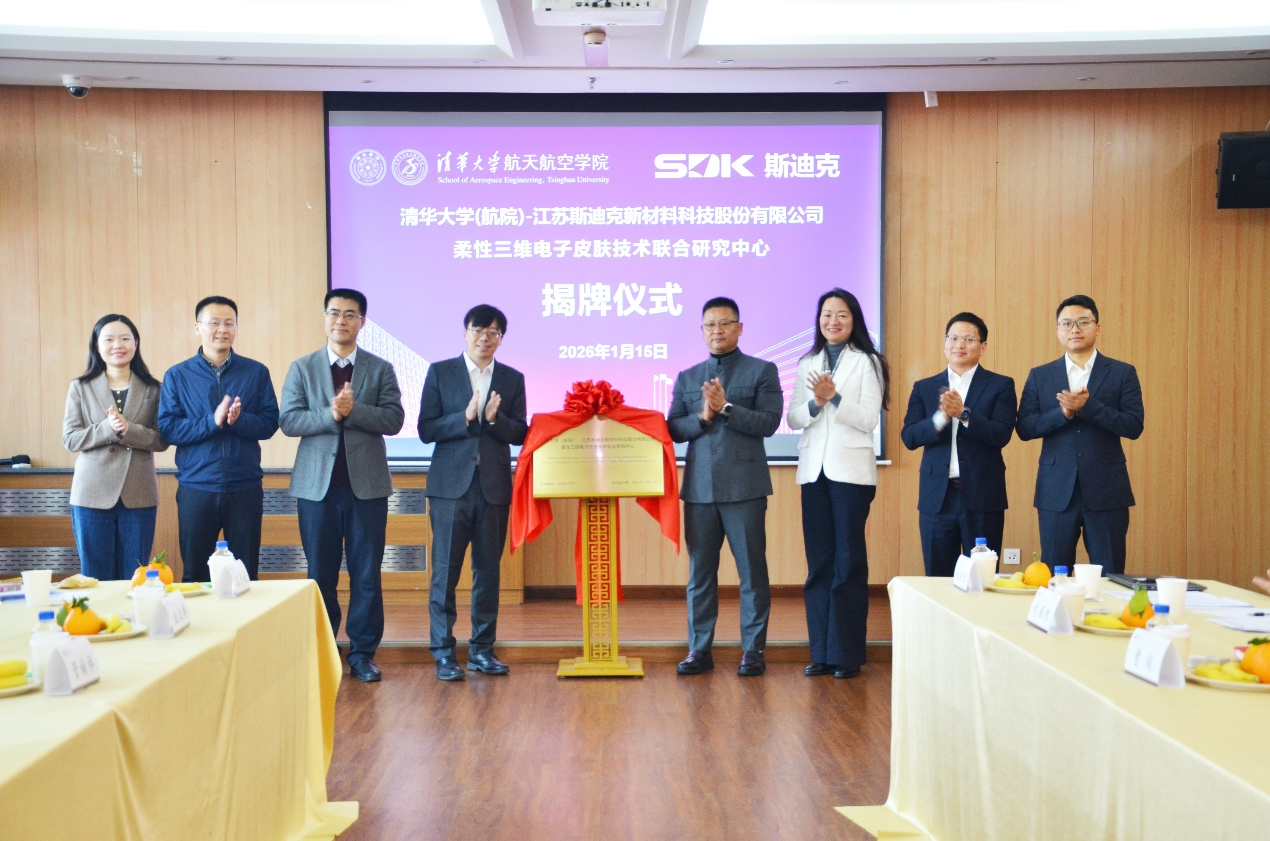 清华大学航天航空学院
School of Aerospace Engineering, Tsinghua University
SDK 斯迪克
清华大学(航院)-江苏斯迪克新材料科技股份有限公司
柔性三维电子皮肤技术联合研究中心
揭牌仪式
2026年1月15日